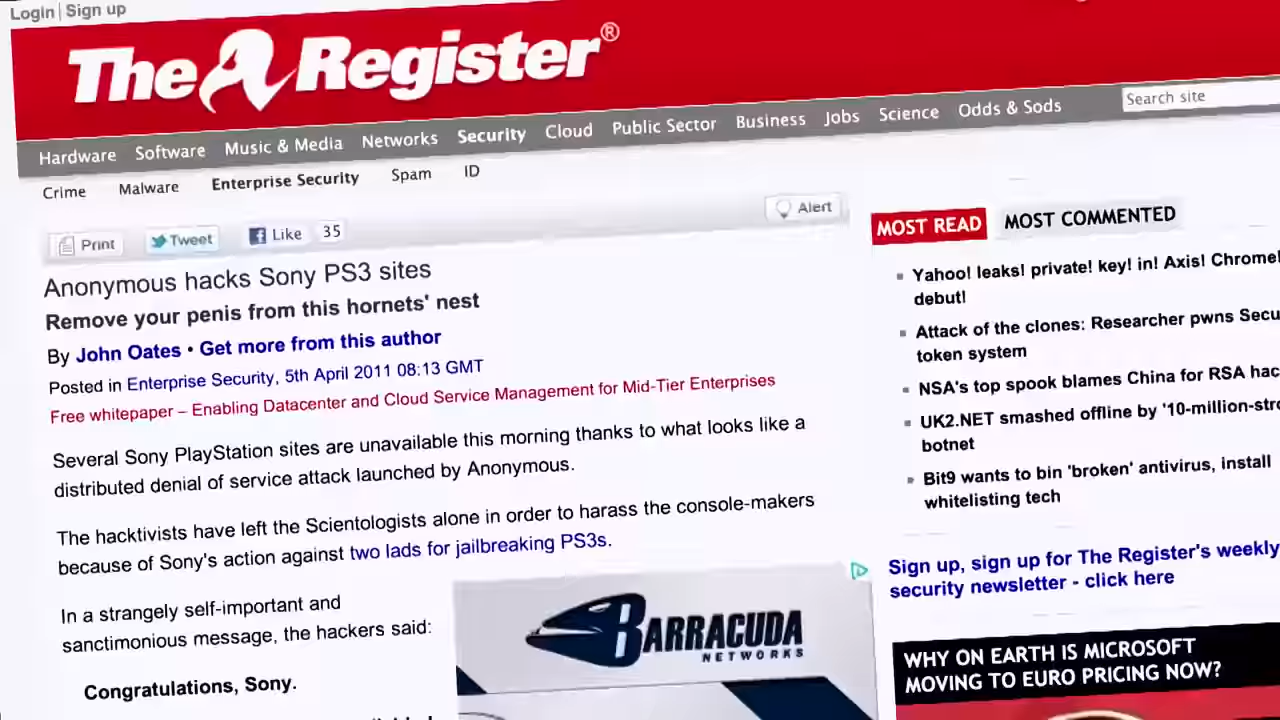 Login | Sign up
The Register®
Hardware Software Music & Media Networks Security Cloud Public Sector Business Jobs Science Odds & Sods
Search site
Crime Malware Enterprise Security Spam ID
Print Tweet Like 35
Alert
Anonymous hacks Sony PS3 sites
Remove your penis from this hornets' nest
By John Oates • Get more from this author
Posted in Enterprise Security, 5th April 2011 08:13 GMT
Free whitepaper – Enabling Datacenter and Cloud Service Management for Mid-Tier Enterprises
Several Sony PlayStation sites are unavailable this morning thanks to what looks like a
distributed denial of service attack launched by Anonymous.
The hacktivists have left the Scientologists alone in order to harass the console-makers
because of Sony's action against two lads for jailbreaking PS3s.
In a strangely self-important and
sanctimonious message, the hackers said:
Congratulations, Sony.
BARRACUDA
NETWORKS
MOST READ MOST COMMENTED
Yahoo! leaks! private! key! in! Axis! Chrome!
debut!
Attack of the clones: Researcher pwns Secu
token system
NSA's top spook blames China for RSA hac
UK2.NET smashed offline by '10-million-stro
botnet
Bit9 wants to bin 'broken' antivirus, install
whitelisting tech
Sign up, sign up for The Register's weekly
security newsletter - click here
WHY ON EARTH IS MICROSOFT
MOVING TO EURO PRICING NOW?